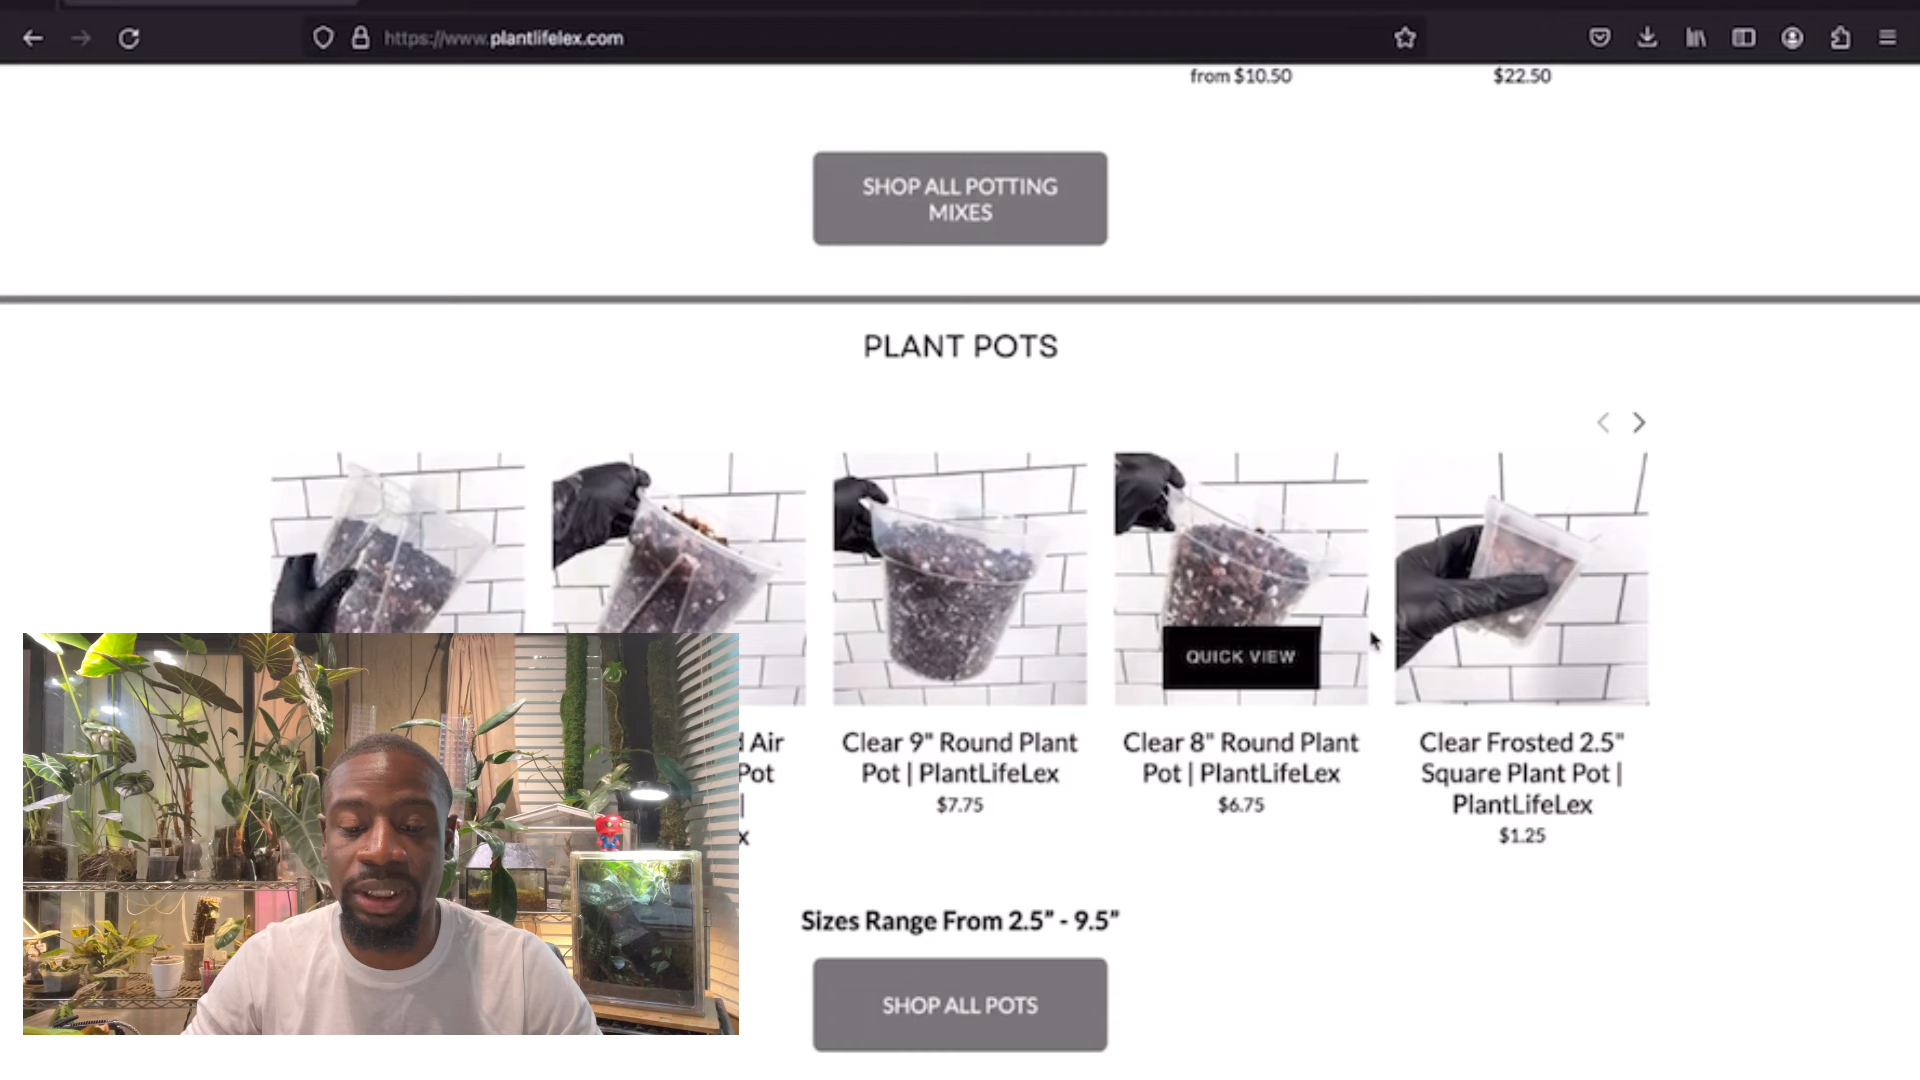 https://www.plantlifelex.com
from $10.50
$22.50
SHOP ALL POTTING
MIXES
PLANT POTS
QUICK VIEW
Air
Pot
|
x
Clear 9" Round Plant
Pot | PlantLifeLex
$7.75
Clear 8" Round Plant
Pot | PlantLifeLex
$6.75
Clear Frosted 2.5"
Square Plant Pot |
PlantLifeLex
$1.25
Sizes Range From 2.5” - 9.5”
SHOP ALL POTS